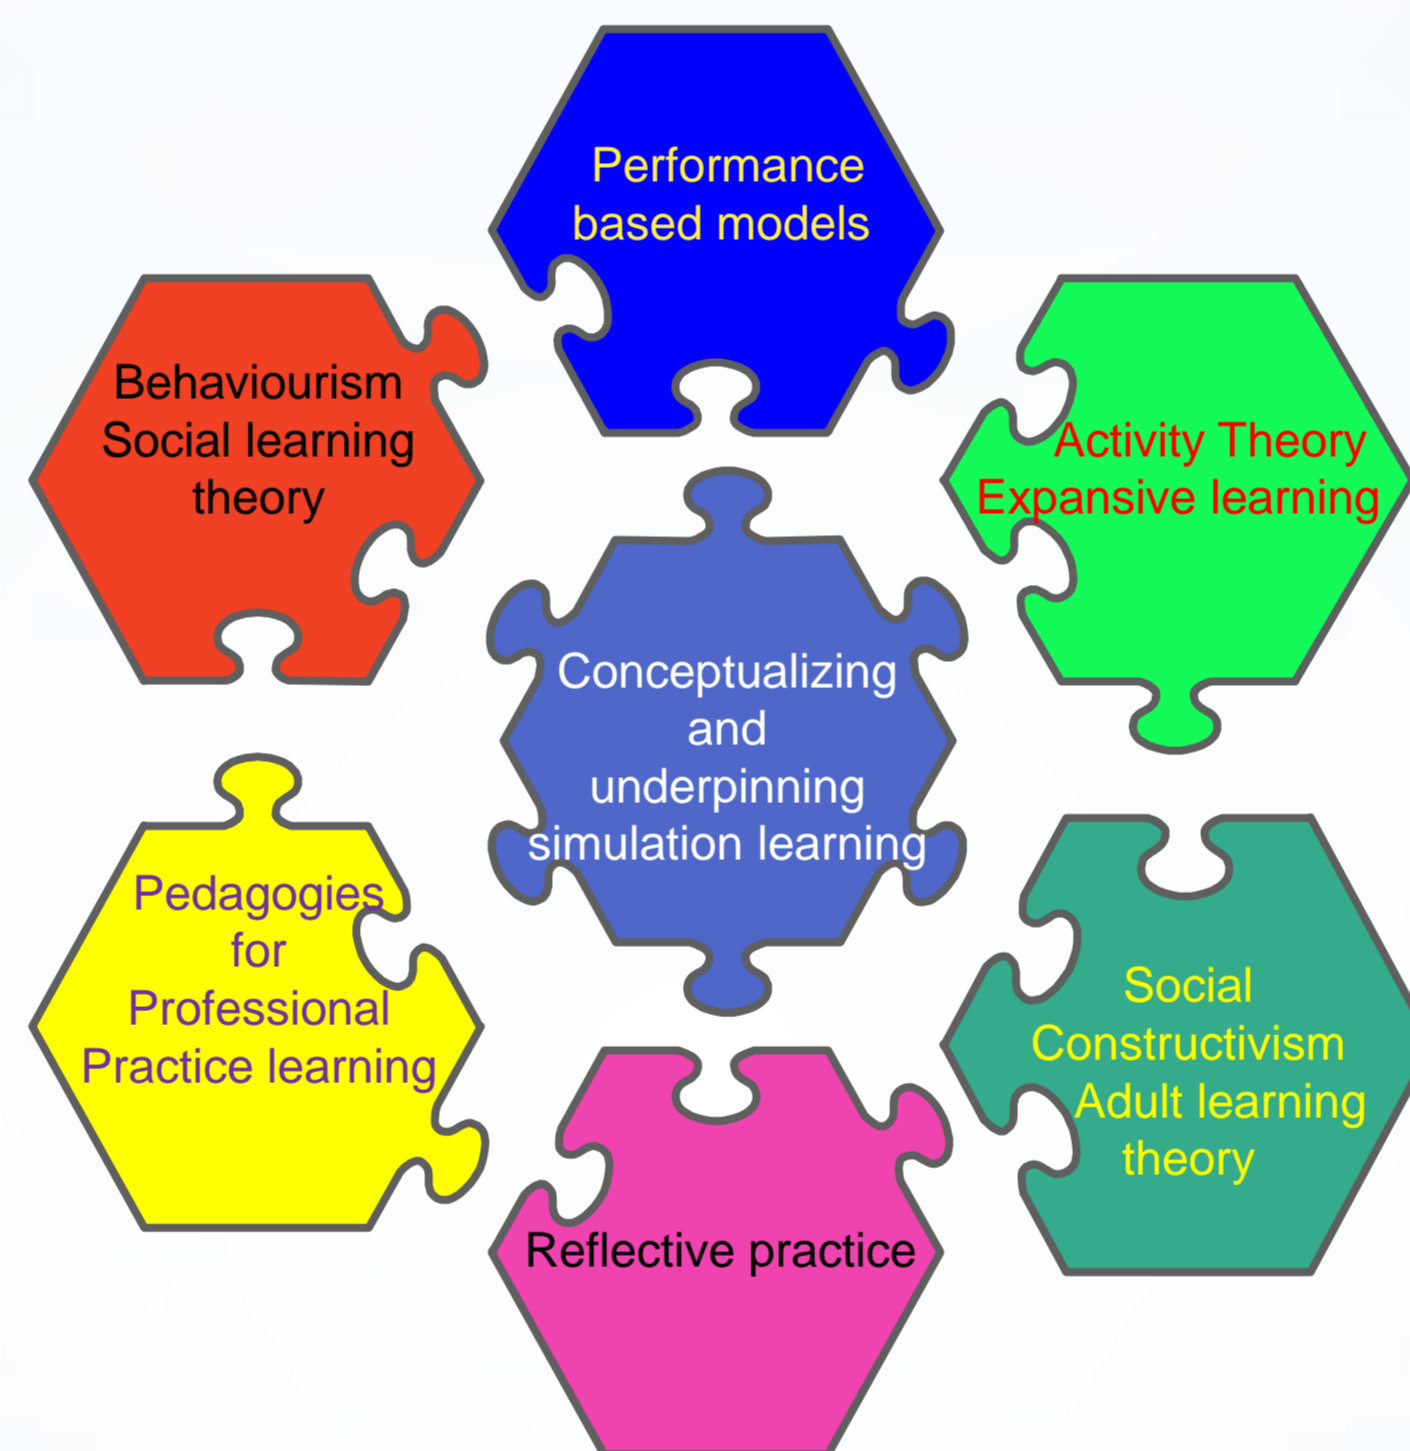 Performance
based models
Behaviourism
Social learning
theory
Activity Theory
Expansive learning
Conceptualizing
and
underpinning
simulation learning
Pedagogies
for
Professional
Practice learning
Social
Constructivism
Adult learning
theory
Reflective practice